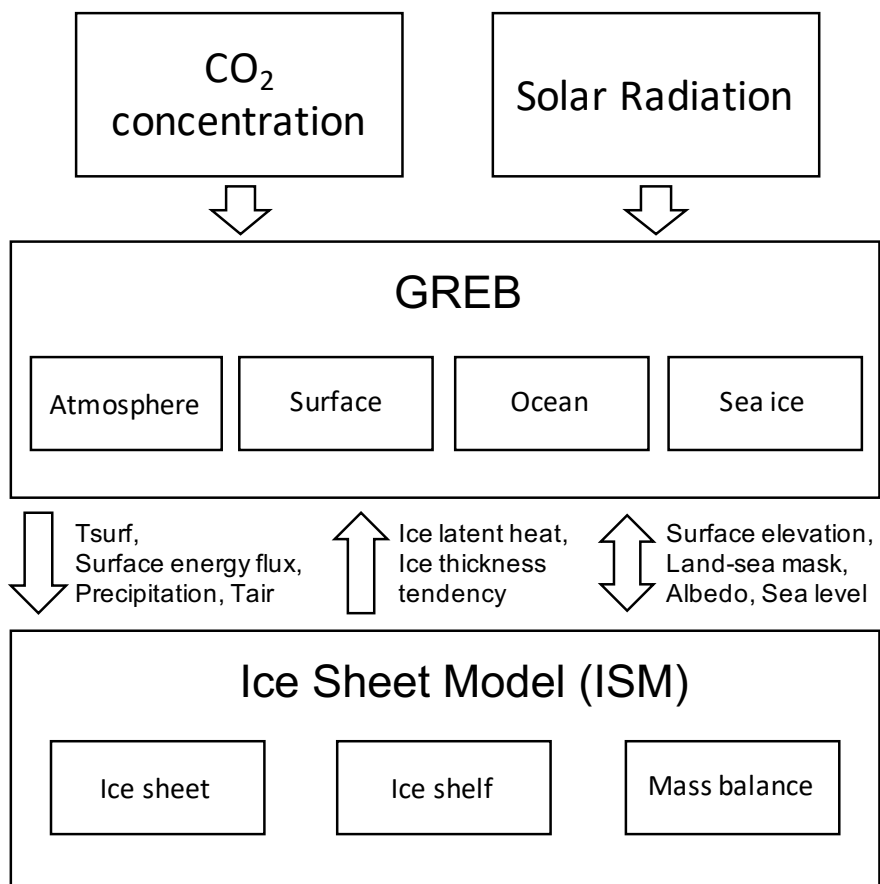 CO₂
concentration
Solar Radiation
GREB
Atmosphere
Surface
Ocean
Sea ice
Tsurf,
Surface energy flux,
Precipitation, Tair
Ice latent heat,
Ice thickness
tendency
Surface elevation,
Land-sea mask,
Albedo, Sea level
Ice Sheet Model (ISM)
Ice sheet
Ice shelf
Mass balance